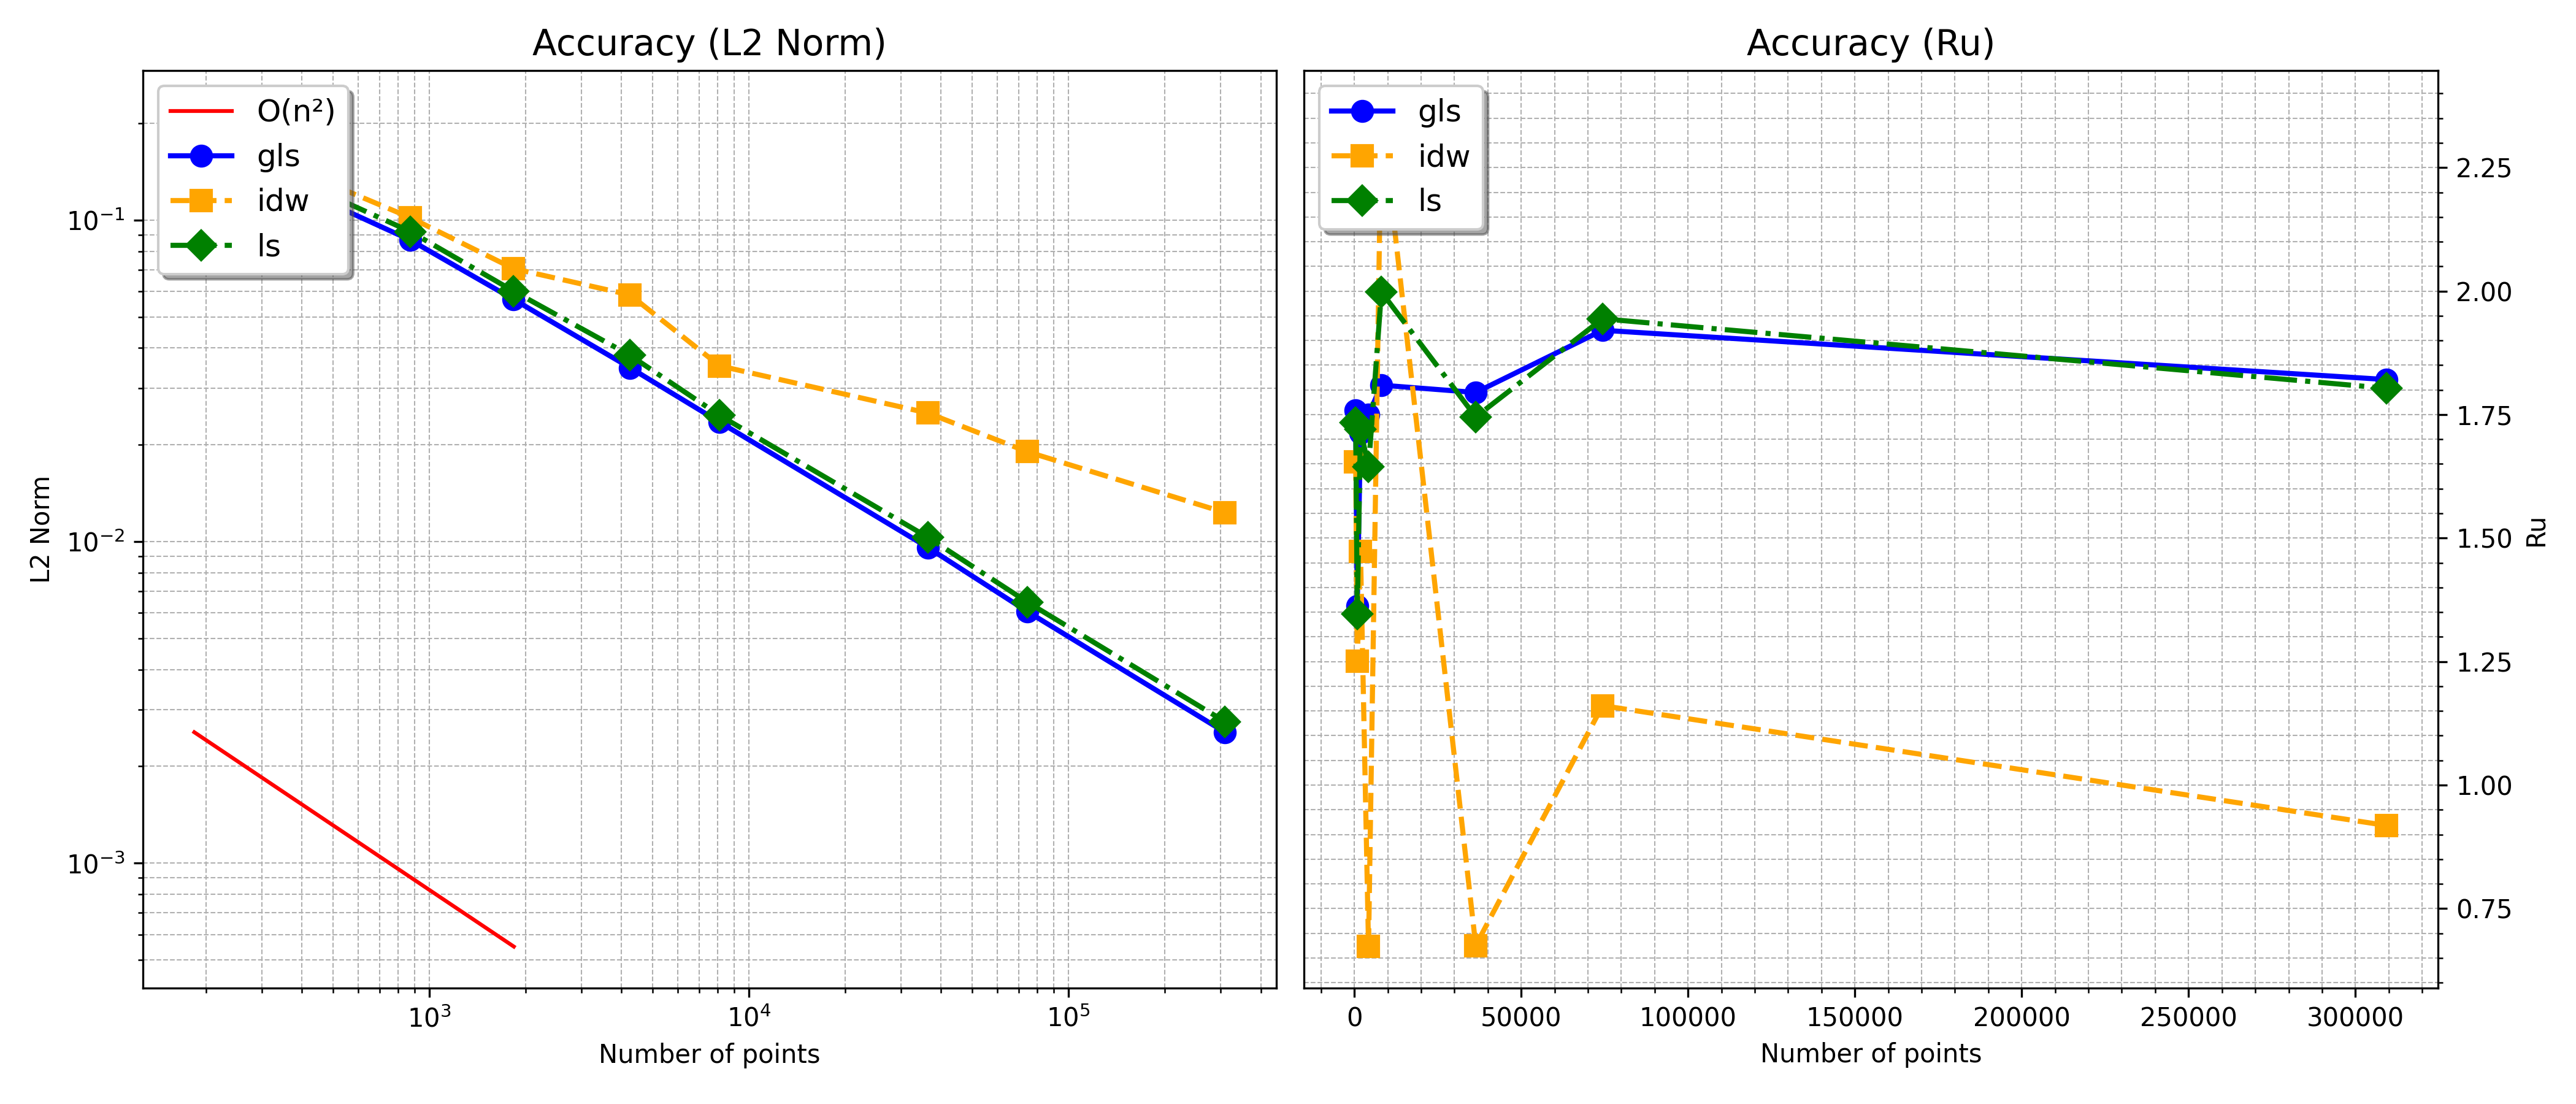 Accuracy (L2 Norm)
O(n²)
gls
idw
ls
10⁻¹
10⁻²
10⁻³
L2 Norm
10³
10⁴
10⁵
Number of points
Accuracy (Ru)
gls
idw
ls
2.25
2.00
1.75
1.50
1.25
1.00
0.75
Ru
0 50000 100000 150000 200000 250000 300000
Number of points